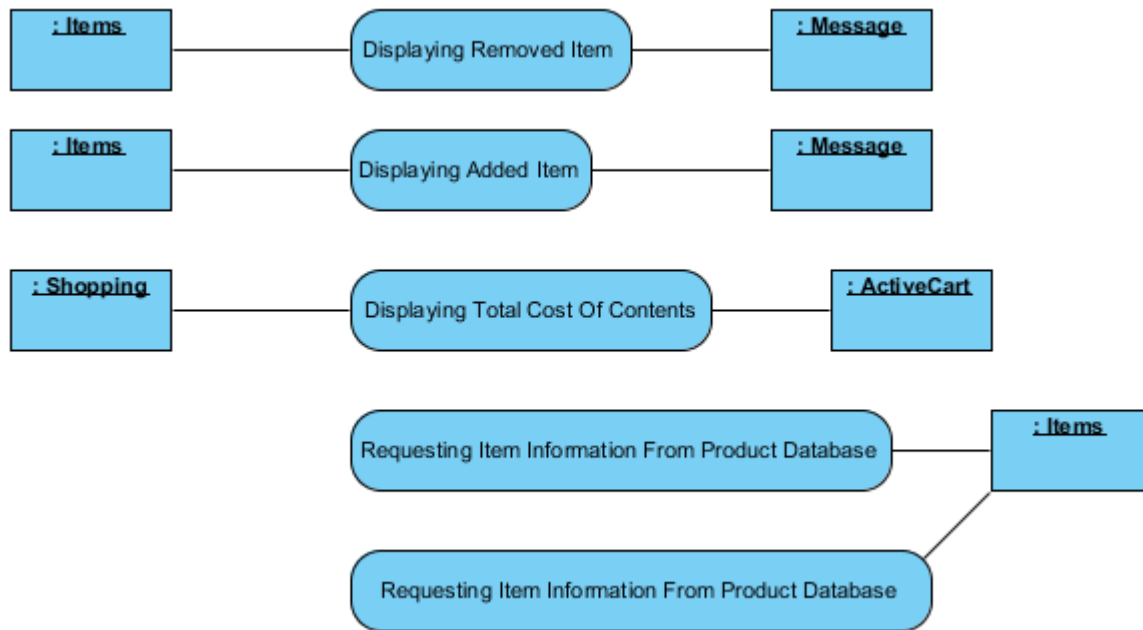 : Items
Displaying Removed Item
: Message
: Items
Displaying Added Item
: Message
: Shopping
Displaying Total Cost Of Contents
: ActiveCart
Requesting Item Information From Product Database
: Items
Requesting Item Information From Product Database